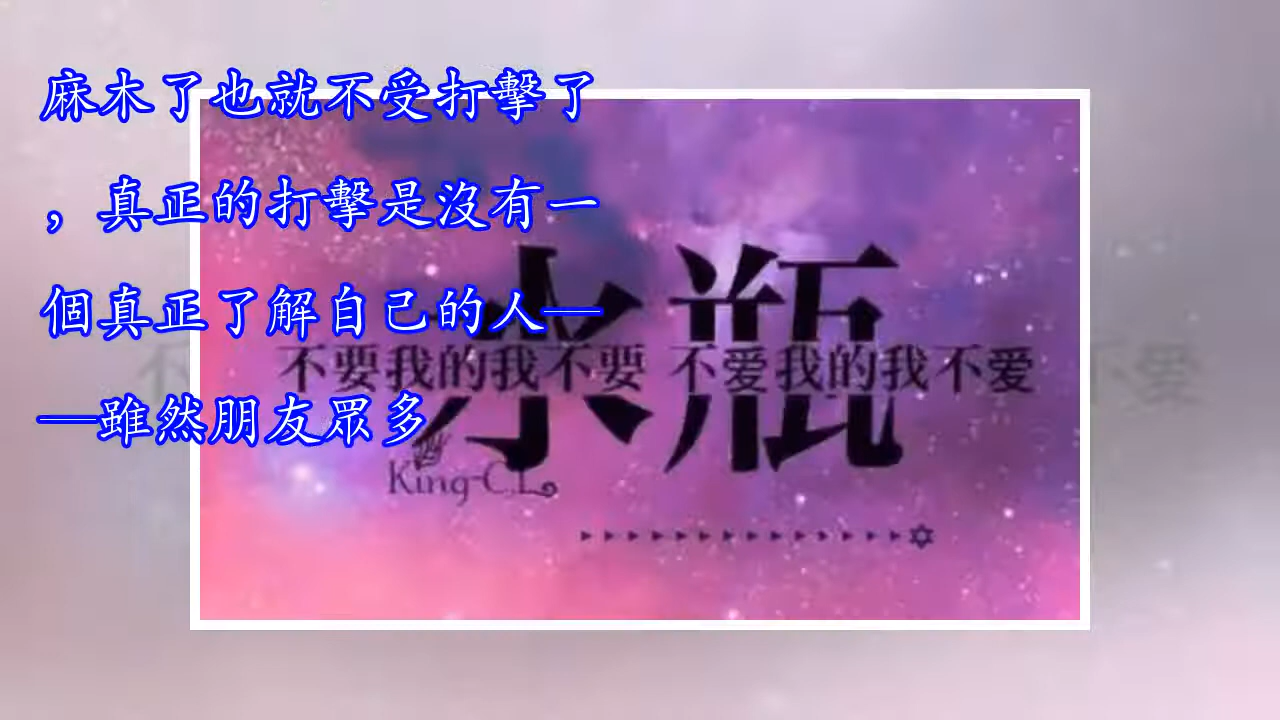 麻木了也就不受打擊了
，真正的打擊是沒有一
個真正了解自己的人—
—雖然朋友眾多
水瓶
不要我的我不要 不爱我的我不爱
King-C.L